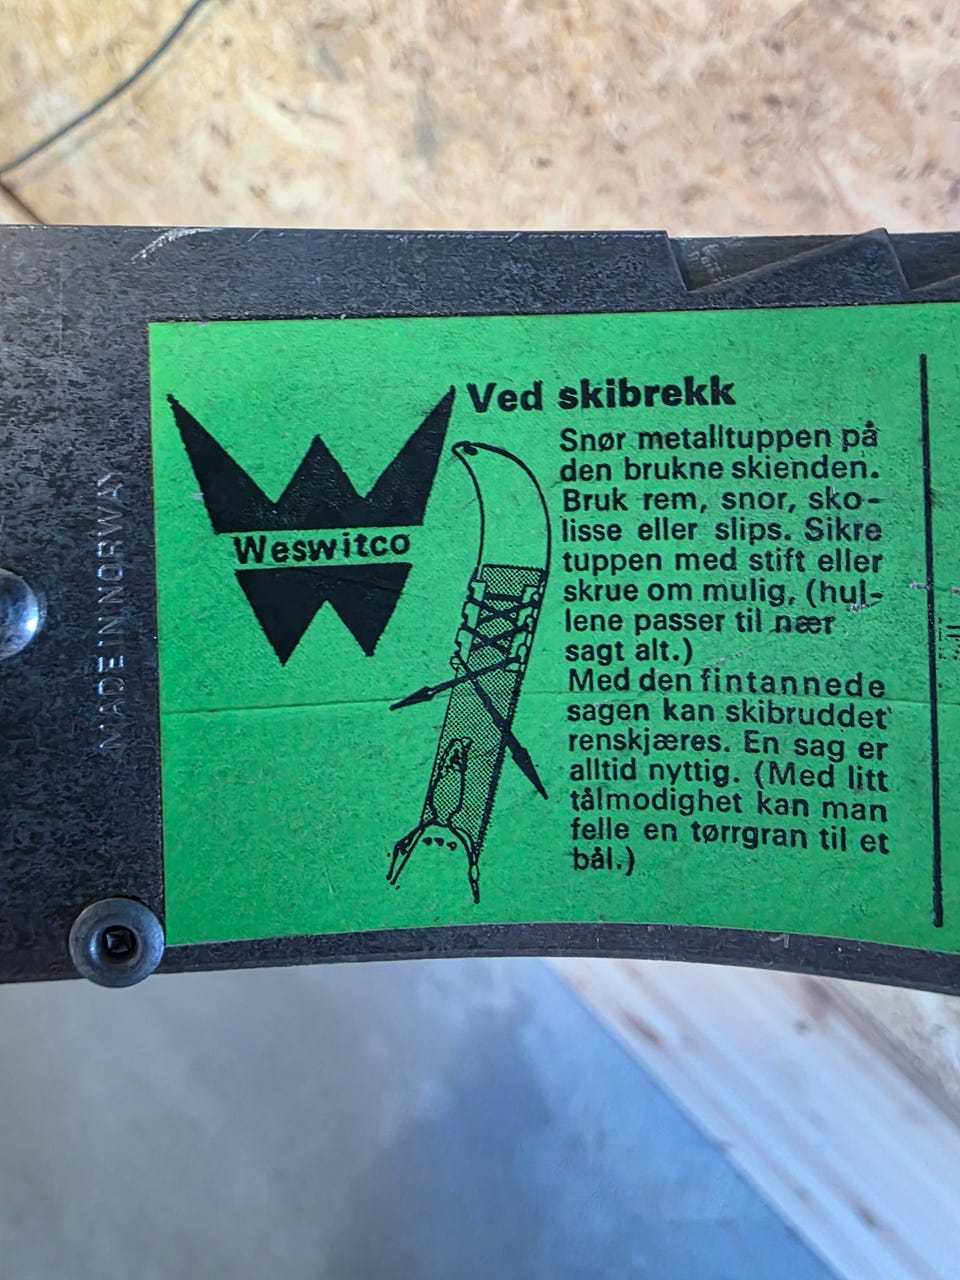 MADE IN NORWAY
Weswitco
Ved skibrekk
Snør metalltuppen på
den brukne skienden.
Bruk rem, snor, sko-
lisse eller slips. Sikre
tuppen med stift eller
skrue om mulig, (hul-
lene passer til nær
sagt alt.)
Med den fintannede
sagen kan skibruddet
renskjæres. En sag er
alltid nyttig. (Med litt
tålmodighet kan man
felle en tørrgran til et
bål.)